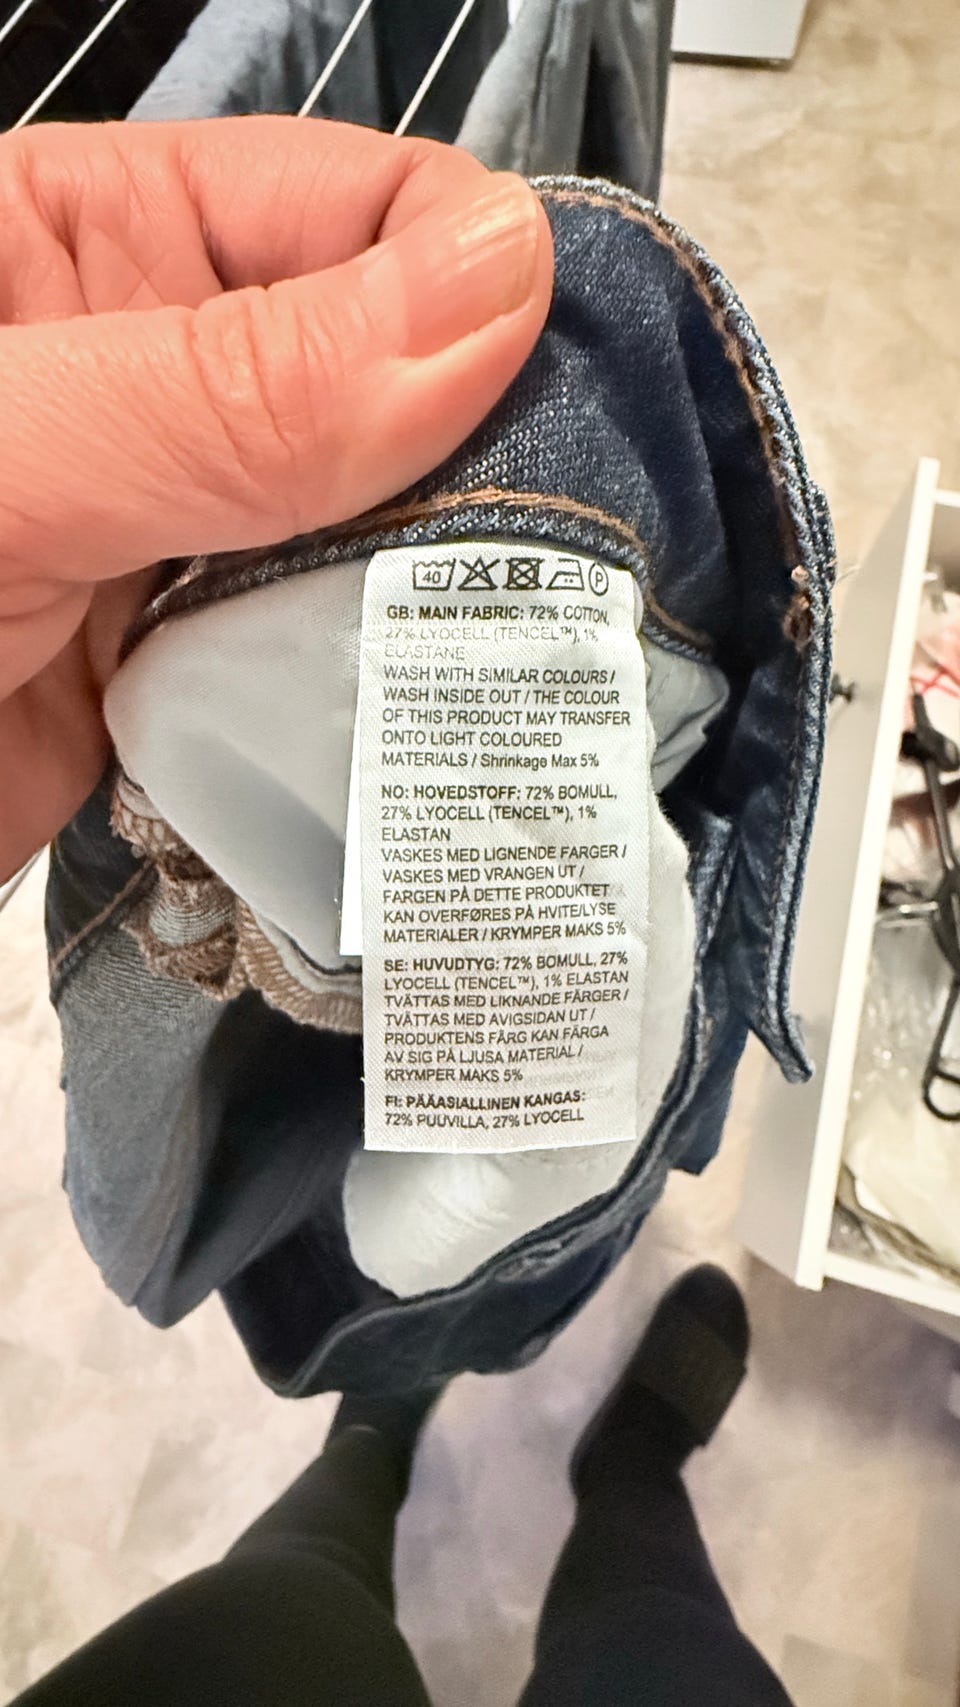 40 P
GB: MAIN FABRIC: 72% COTTON,
27% LYOCELL (TENCEL™), 1%
ELASTANE
WASH WITH SIMILAR COLOURS /
WASH INSIDE OUT / THE COLOUR
OF THIS PRODUCT MAY TRANSFER
ONTO LIGHT COLOURED
MATERIALS / Shrinkage Max 5%
NO: HOVEDSTOFF: 72% BOMULL,
27% LYOCELL (TENCEL™), 1%
ELASTAN
VASKES MED LIGNENDE FARGER /
VASKES MED VRANGEN UT /
FARGEN PÅ DETTE PRODUKTET
KAN OVERFØRES PÅ HVITE/LYSE
MATERIALER / KRYMPER MAKS 5%
SE: HUVUDTYG: 72% BOMULL, 27%
LYOCELL (TENCEL™), 1% ELASTAN
TVÄTTAS MED LIKNANDE FÄRGER /
TVÄTTAS MED AVIGSIDAN UT /
PRODUKTENS FÄRG KAN FÄRGA
AV SIG PÅ LJUSA MATERIAL /
KRYMPER MAKS 5%
FI: PÄÄASIALLINEN KANGAS:
72% PUUVILLA, 27% LYOCELL